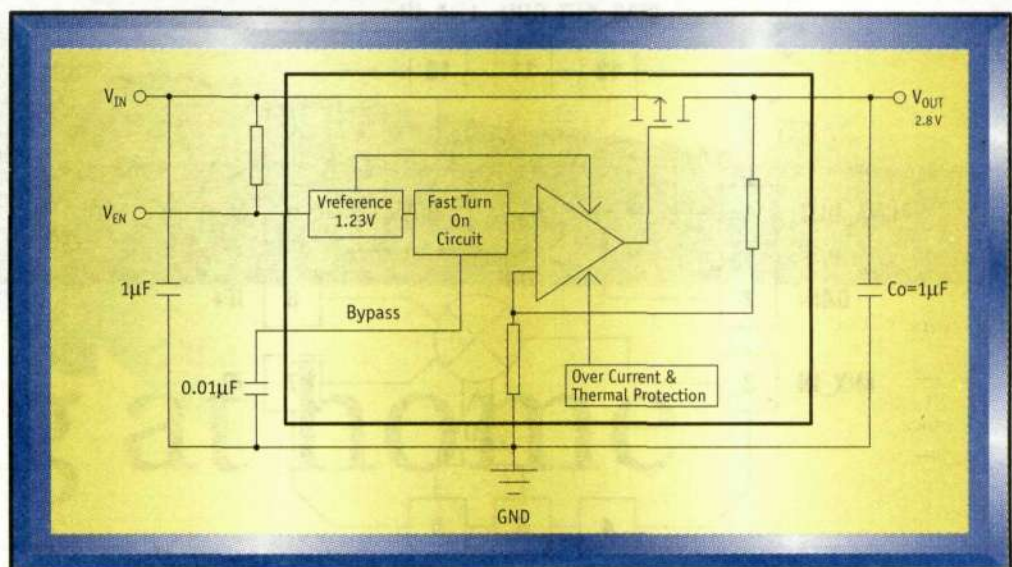 V_IN
V_OUT
2.8 V
V_EN
Vreference
1.23V
Fast Turn
On
Circuit
1µF
Bypass
Co=1µF
0.01µF
Over Current &
Thermal Protection
GND